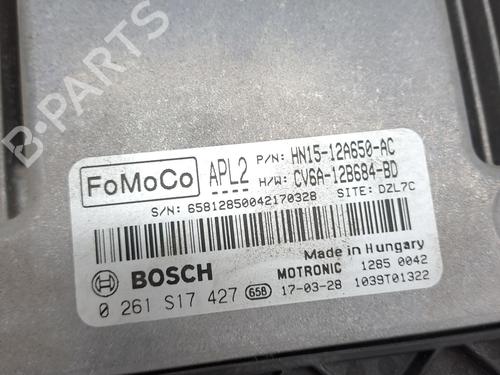 FoMoCo
APL2
P/N: HN15-12A650-AC
H/W: CV6A-12B684-BD
S/N: 65812850042170328
SITE: DZL7C
BOSCH
Made in Hungary
MOTRONIC 1285 0042
0 261 S17 427 658 17-03-28 1039T01322
B-PARTS